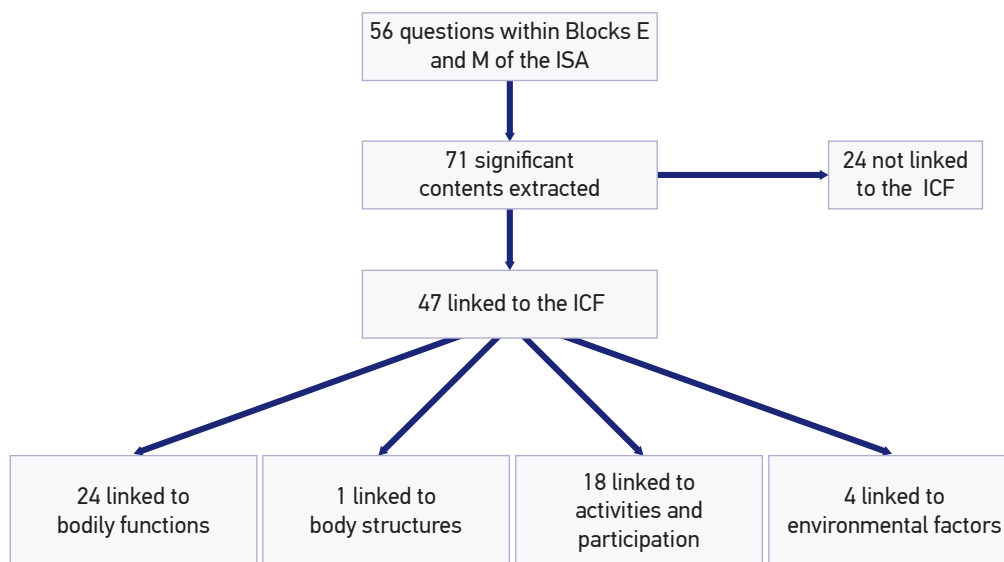 56 questions within Blocks E
and M of the ISA
71 significant
contents extracted
24 not linked
to the ICF
47 linked to the ICF
24 linked to
bodily functions
1 linked to
body structures
18 linked to
activities and
participation
4 linked to
environmental factors